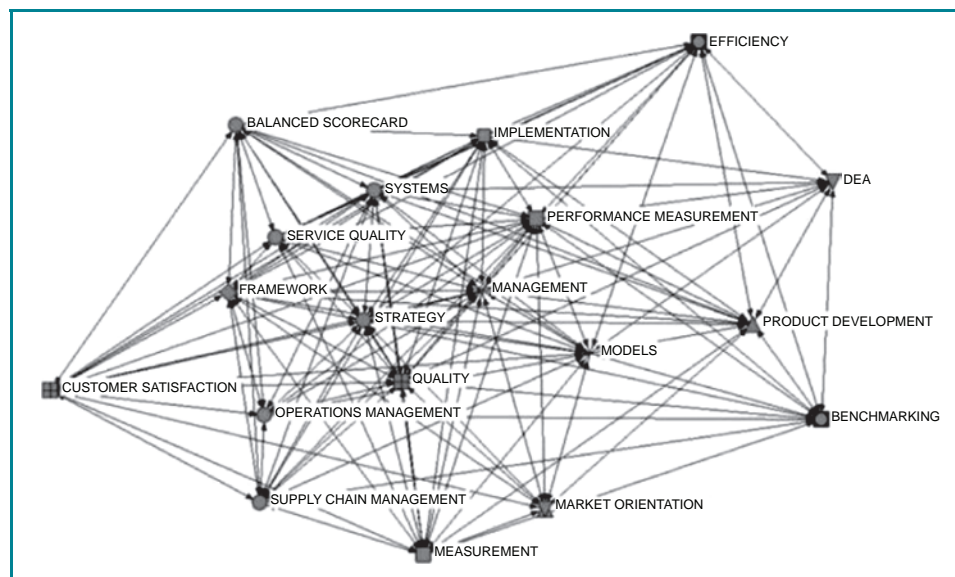 EFFICIENCY
BALANCED SCORECARD
IMPLEMENTATION
DEA
SYSTEMS
PERFORMANCE MEASUREMENT
SERVICE QUALITY
FRAMEWORK
MANAGEMENT
STRATEGY
PRODUCT DEVELOPMENT
MODELS
CUSTOMER SATISFACTION
QUALITY
OPERATIONS MANAGEMENT
BENCHMARKING
SUPPLY CHAIN MANAGEMENT
MARKET ORIENTATION
MEASUREMENT